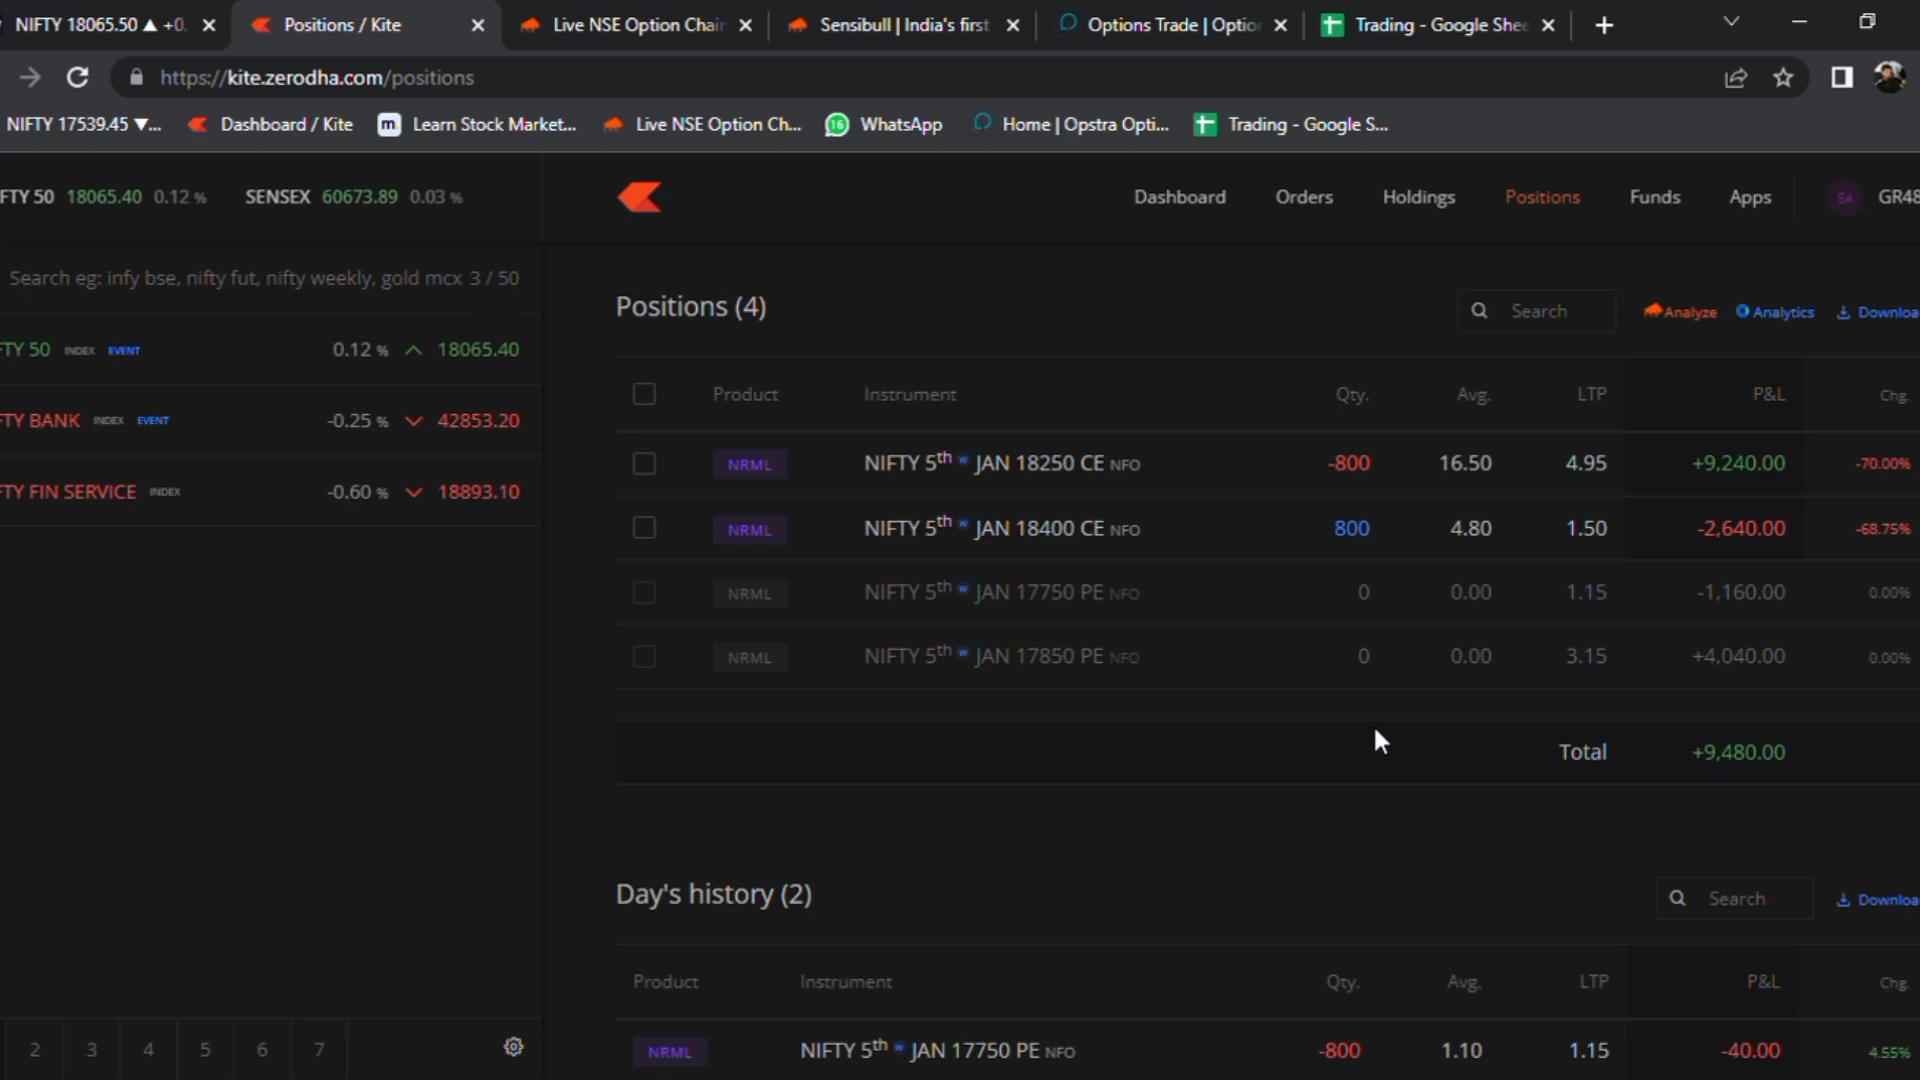 NIFTY 18065.50 ▲ +0. Positions / Kite Live NSE Option Chai Sensibull | India's first Options Trade | Optio Trading - Google She
https://kite.zerodha.com/positions
NIFTY 17539.45 ▼... Dashboard / Kite m Learn Stock Market... Live NSE Option Ch... 16 WhatsApp Home | Opstra Opti... Trading - Google S...
FTY 50 18065.40 0.12 % SENSEX 60673.89 0.03 % Dashboard Orders Holdings Positions Funds Apps SA GR48
Search eg: infy bse, nifty fut, nifty weekly, gold mcx 3 / 50
Positions (4) Search Analyze Analytics Downloa
FTY 50 INDEX EVENT 0.12 % 18065.40
FTY BANK INDEX EVENT -0.25 % 42853.20
FTY FIN SERVICE INDEX -0.60 % 18893.10
Product Instrument Qty. Avg. LTP P&L Chg.
NRML NIFTY 5th w JAN 18250 CE NFO -800 16.50 4.95 +9,240.00 -70.00%
NRML NIFTY 5th w JAN 18400 CE NFO 800 4.80 1.50 -2,640.00 -68.75%
NRML NIFTY 5th w JAN 17750 PE NFO 0 0.00 1.15 -1,160.00 0.00%
NRML NIFTY 5th w JAN 17850 PE NFO 0 0.00 3.15 +4,040.00 0.00%
Total +9,480.00
Day's history (2) Search Downloa
Product Instrument Qty. Avg. LTP P&L Chg.
NRML NIFTY 5th w JAN 17750 PE NFO -800 1.10 1.15 -40.00 4.55%
2 3 4 5 6 7